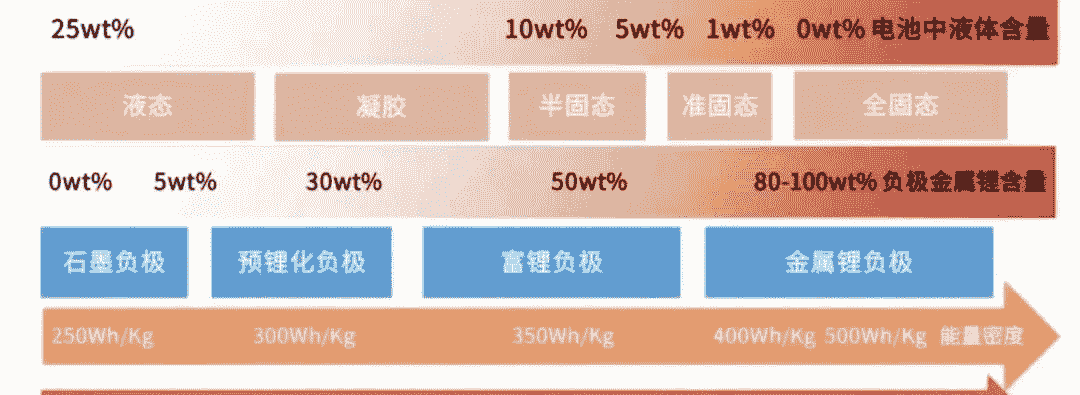 25wt% 10wt% 5wt% 1wt% 0wt% 电池中液体含量
液态 凝胶 半固态 准固态 全固态
0wt% 5wt% 30wt% 50wt% 80-100wt% 负极金属锂含量
石墨负极 预锂化负极 富锂负极 金属锂负极
250Wh/Kg 300Wh/Kg 350Wh/Kg 400Wh/Kg 500Wh/Kg 能量密度